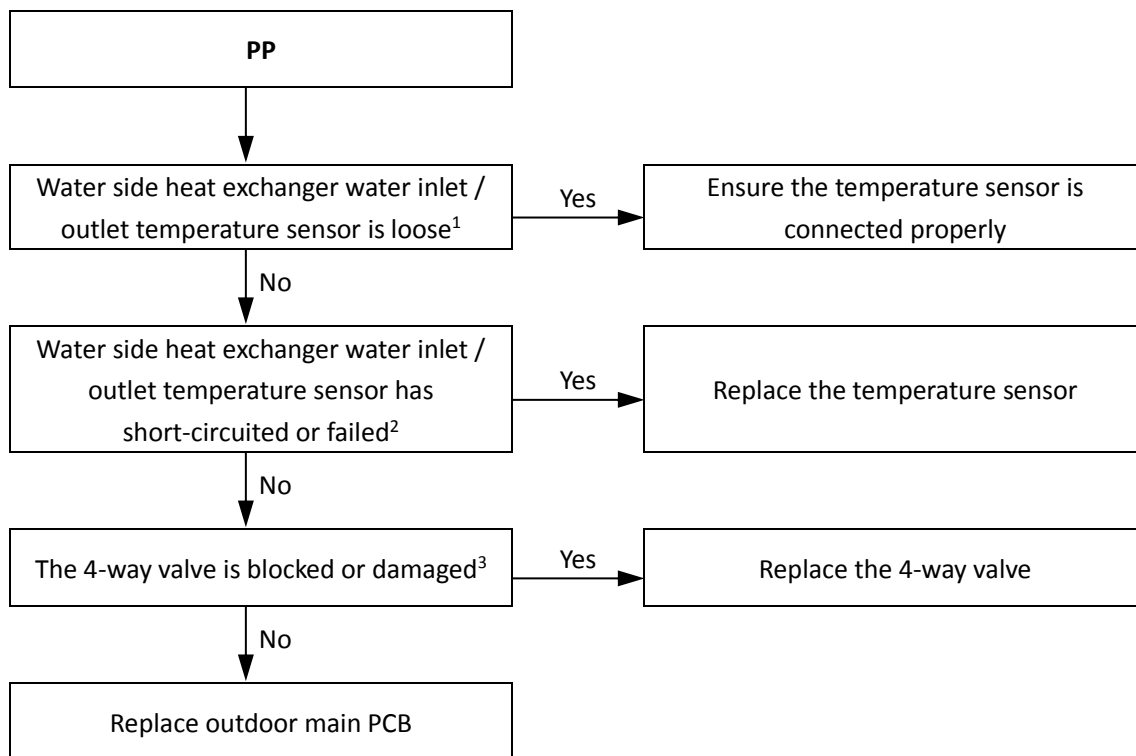 PP
Water side heat exchanger water inlet /
outlet temperature sensor is loose¹
Yes
Ensure the temperature sensor is
connected properly
No
Water side heat exchanger water inlet /
outlet temperature sensor has
short-circuited or failed²
Yes
Replace the temperature sensor
No
The 4-way valve is blocked or damaged³
Yes
Replace the 4-way valve
No
Replace outdoor main PCB